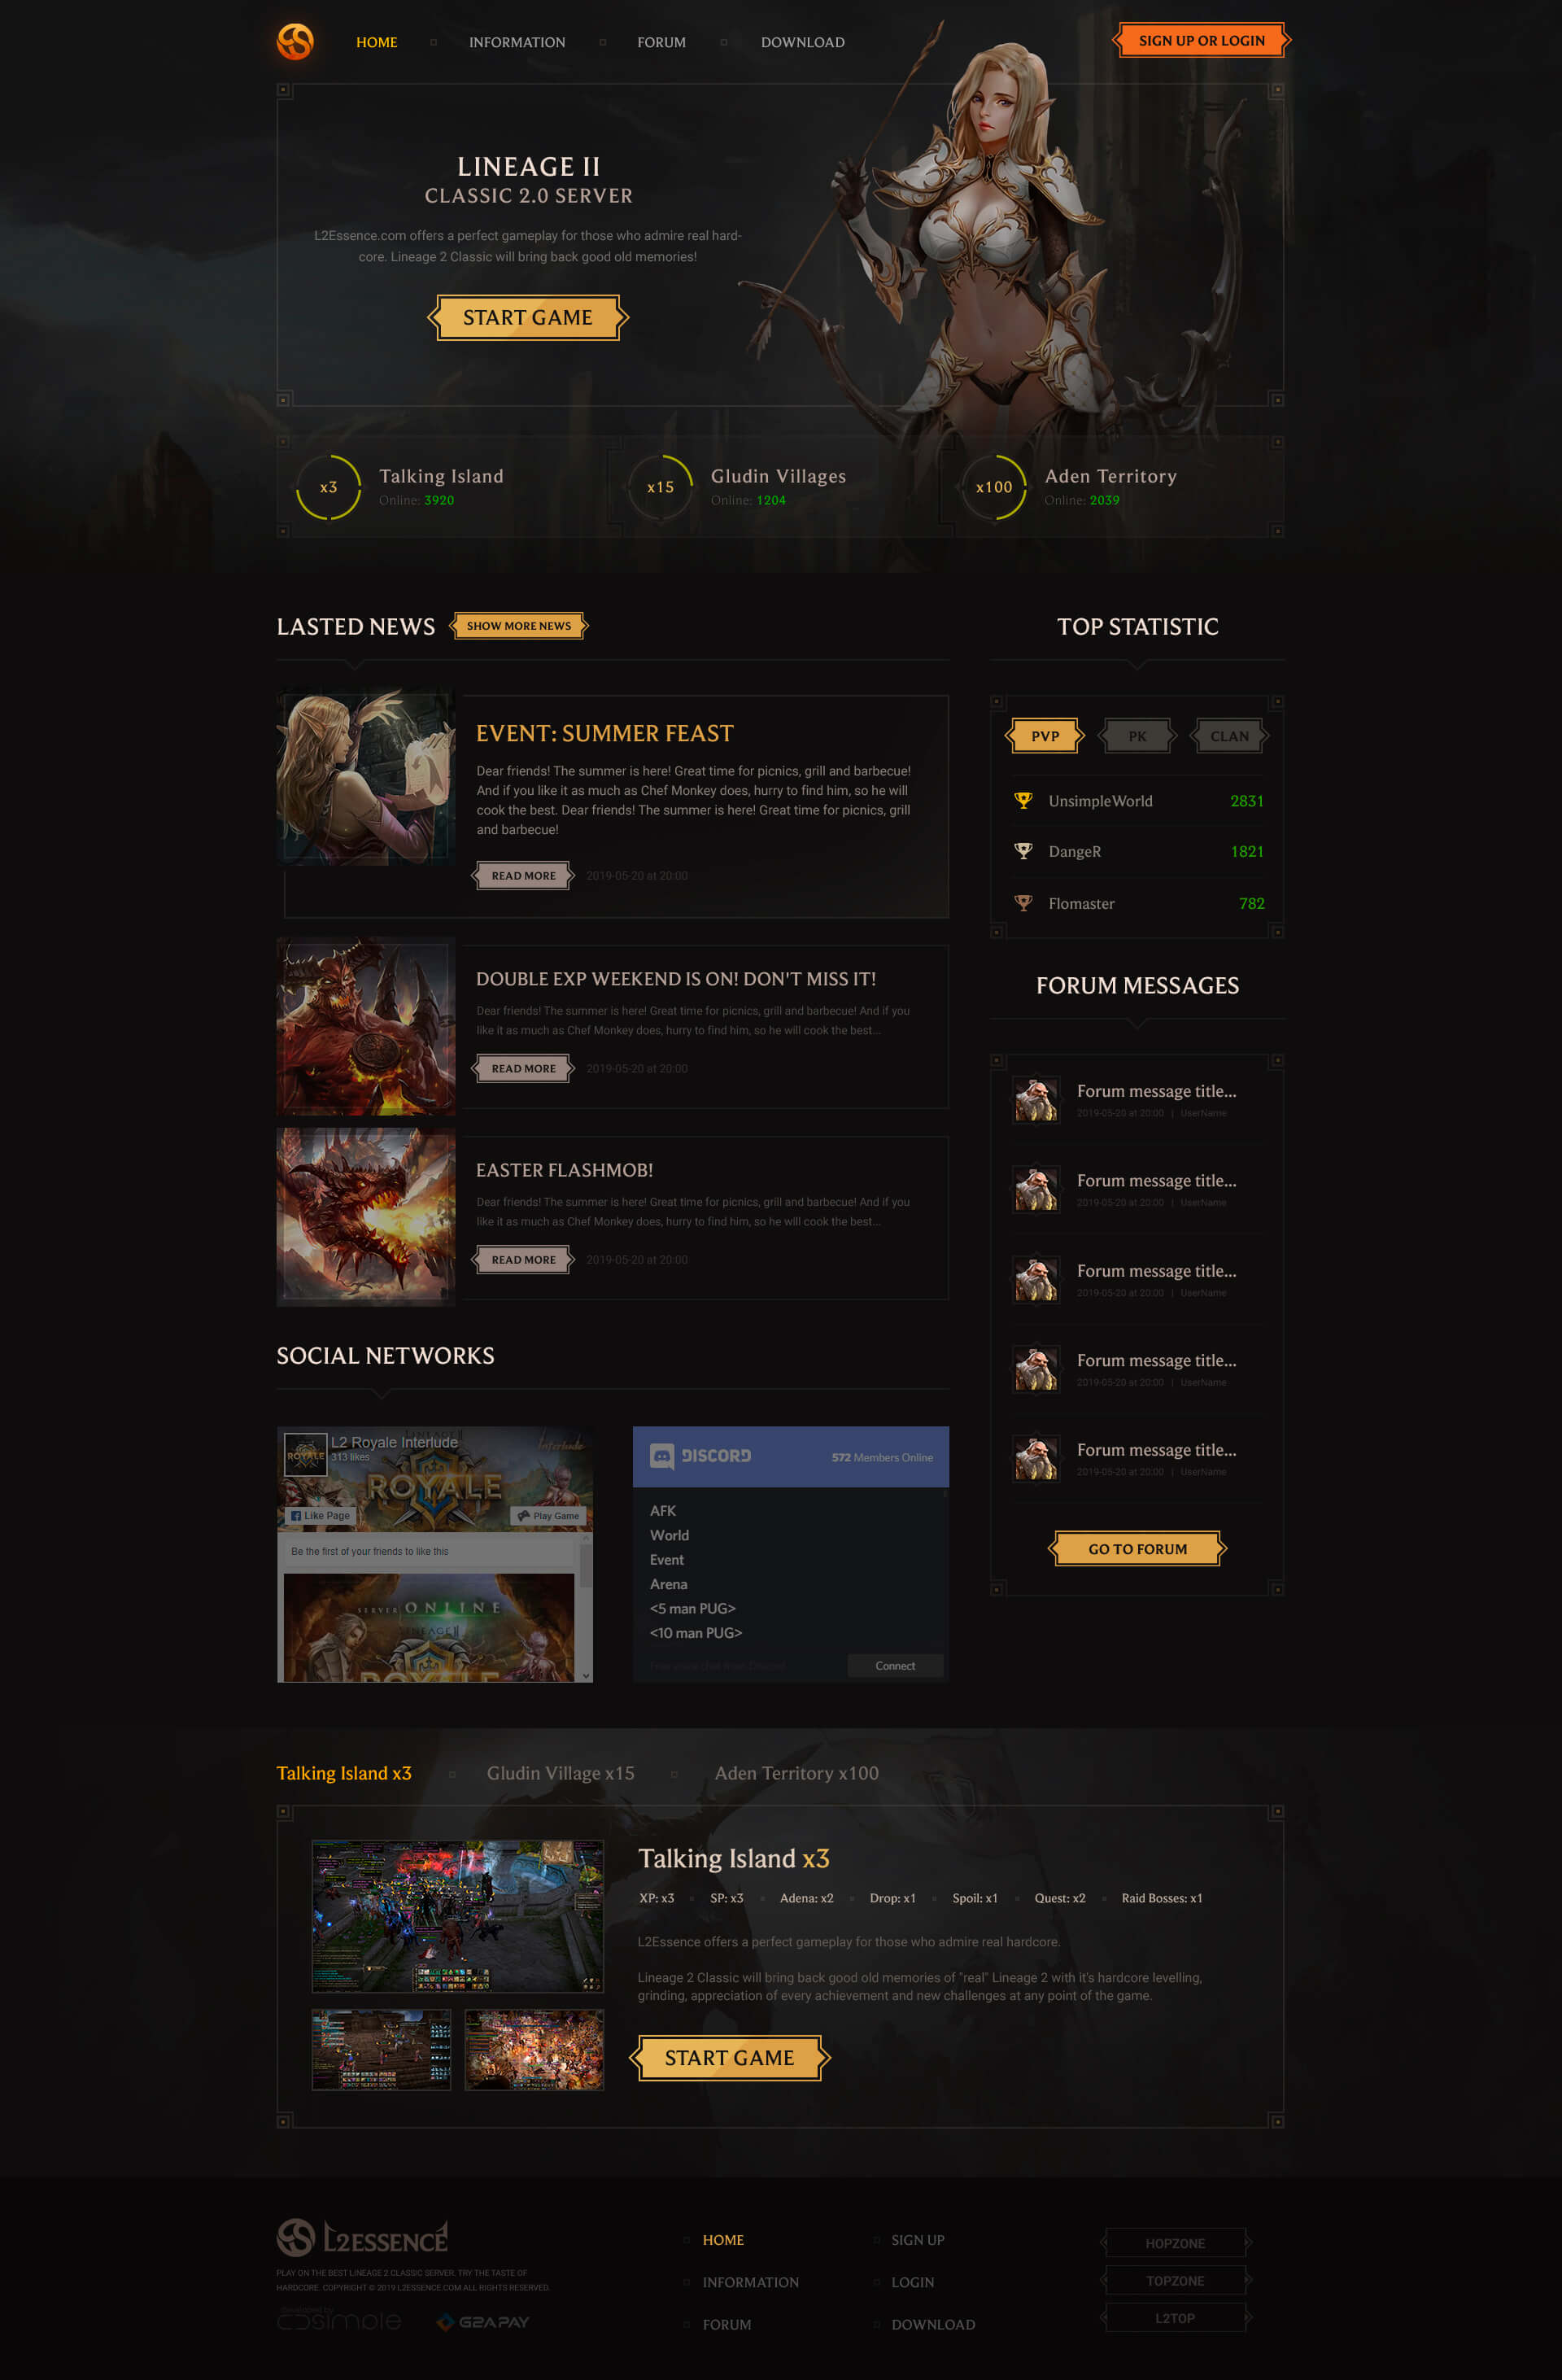 HOME
INFORMATION
FORUM
DOWNLOAD
SIGN UP OR LOGIN
LINEAGE II
CLASSIC 2.0 SERVER
L2Essence.com offers a perfect gameplay for those who admire real hard-
core. Lineage 2 Classic will bring back good old memories!
START GAME
x3
Talking Island
Online: 3920
x15
Gludin Villages
Online: 1204
x100
Aden Territory
Online: 2039
LASTED NEWS
SHOW MORE NEWS
EVENT: SUMMER FEAST
Dear friends! The summer is here! Great time for picnics, grill and barbecue!
And if you like it as much as Chef Monkey does, hurry to find him, so he will
cook the best. Dear friends! The summer is here! Great time for picnics, grill
and barbecue!
READ MORE
2019-05-20 at 20:00
DOUBLE EXP WEEKEND IS ON! DON'T MISS IT!
Dear friends! The summer is here! Great time for picnics, grill and barbecue! And if you
like it as much as Chef Monkey does, hurry to find him, so he will cook the best...
READ MORE
2019-05-20 at 20:00
EASTER FLASHMOB!
Dear friends! The summer is here! Great time for picnics, grill and barbecue! And if you
like it as much as Chef Monkey does, hurry to find him, so he will cook the best...
READ MORE
2019-05-20 at 20:00
TOP STATISTIC
PVP
PK
CLAN
UnsimpleWorld 2831
DangeR 1821
Flomaster 782
FORUM MESSAGES
Forum message title...
2019-05-20 at 20:00 | UserName
Forum message title...
2019-05-20 at 20:00 | UserName
Forum message title...
2019-05-20 at 20:00 | UserName
Forum message title...
2019-05-20 at 20:00 | UserName
Forum message title...
2019-05-20 at 20:00 | UserName
GO TO FORUM
SOCIAL NETWORKS
ROYALE
L2 Royale Interlude
313 likes
LINEAGE II
Interlude
ROYALE
Like Page
Play Game
Be the first of your friends to like this
SERVER ONLINE
LINEAGE II
ROYALE
DISCORD
572 Members Online
AFK
World
Event
Arena
<5 man PUG>
<10 man PUG>
Free voice chat from Discord
Connect
Talking Island x3
Gludin Village x15
Aden Territory x100
Talking Island x3
XP: x3
SP: x3
Adena: x2
Drop: x1
Spoil: x1
Quest: x2
Raid Bosses: x1
L2Essence offers a perfect gameplay for those who admire real hardcore.
Lineage 2 Classic will bring back good old memories of "real" Lineage 2 with it's hardcore levelling,
grinding, appreciation of every achievement and new challenges at any point of the game.
START GAME
L2ESSENCE
PLAY ON THE BEST LINEAGE 2 CLASSIC SERVER. TRY THE TASTE OF
HARDCORE. COPYRIGHT © 2019 L2ESSENCE.COM ALL RIGHTS RESERVED.
developed by
simple
G2A PAY
HOME
INFORMATION
FORUM
SIGN UP
LOGIN
DOWNLOAD
HOPZONE
TOPZONE
L2TOP